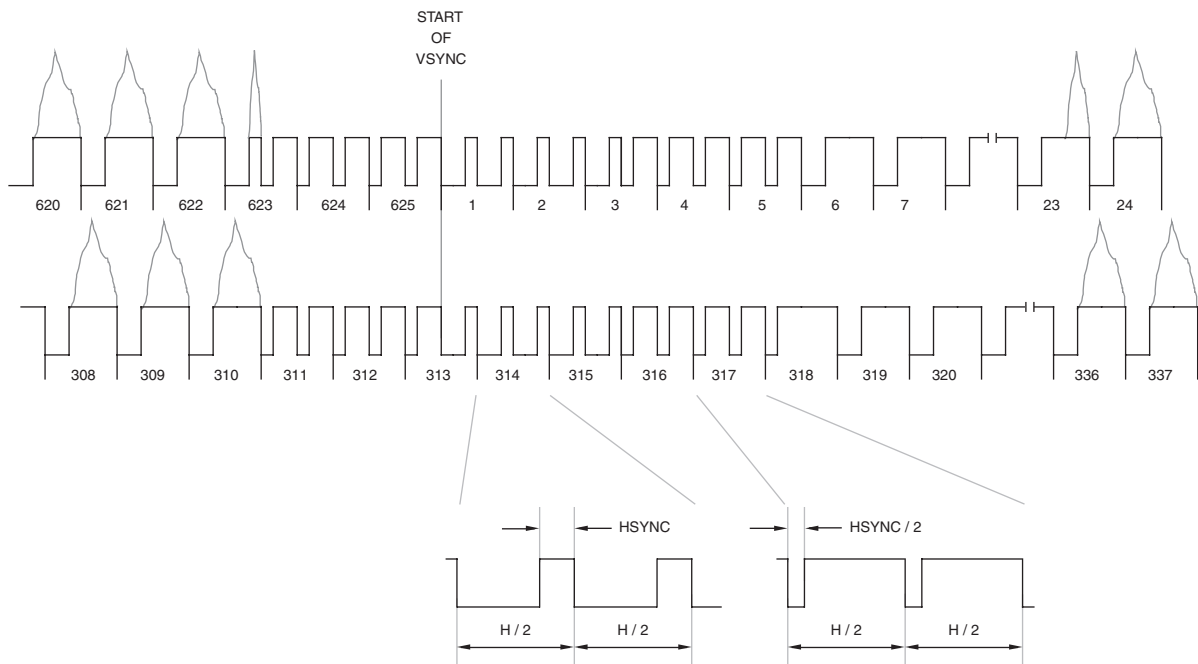 START
OF
VSYNC
620 621 622 623 624 625 1 2 3 4 5 6 7 23 24
308 309 310 311 312 313 314 315 316 317 318 319 320 336 337
HSYNC HSYNC / 2
H / 2 H / 2 H / 2 H / 2